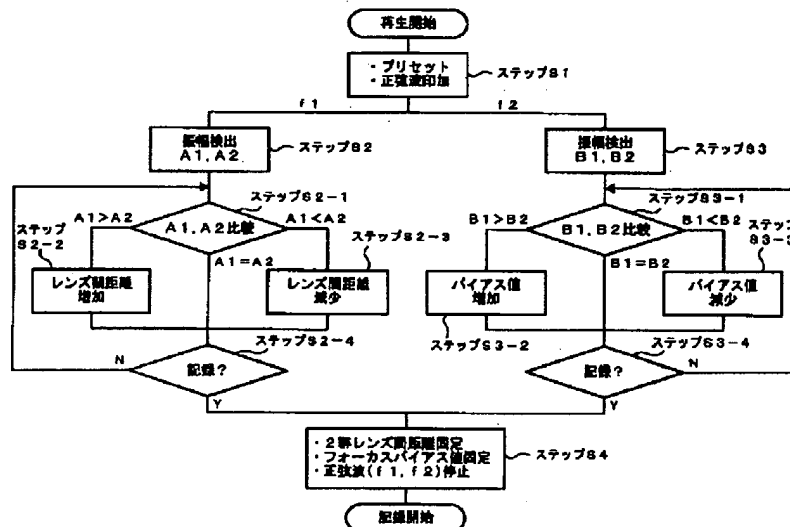 再生開始
・プリセット
・正弦波印加
ステップS1
f1
f2
振幅検出
A1,A2
ステップS2
振幅検出
B1,B2
ステップS3
ステップS2-1
A1>A2
A1,A2比較
A1<A2
ステップ
S2-2
ステップS2-3
A1=A2
レンズ間距離
増加
レンズ間距離
減少
ステップS2-4
N
記録?
Y
ステップS3-1
B1>B2
B1,B2比較
B1<B2
S3-3
B1=B2
バイアス値
増加
バイアス値
減少
ステップS3-2
ステップS3-4
記録?
N
Y
・2群レンズ間距離固定
・フォーカスバイアス値固定
・正弦波(f1,f2)停止
ステップS4
記録開始